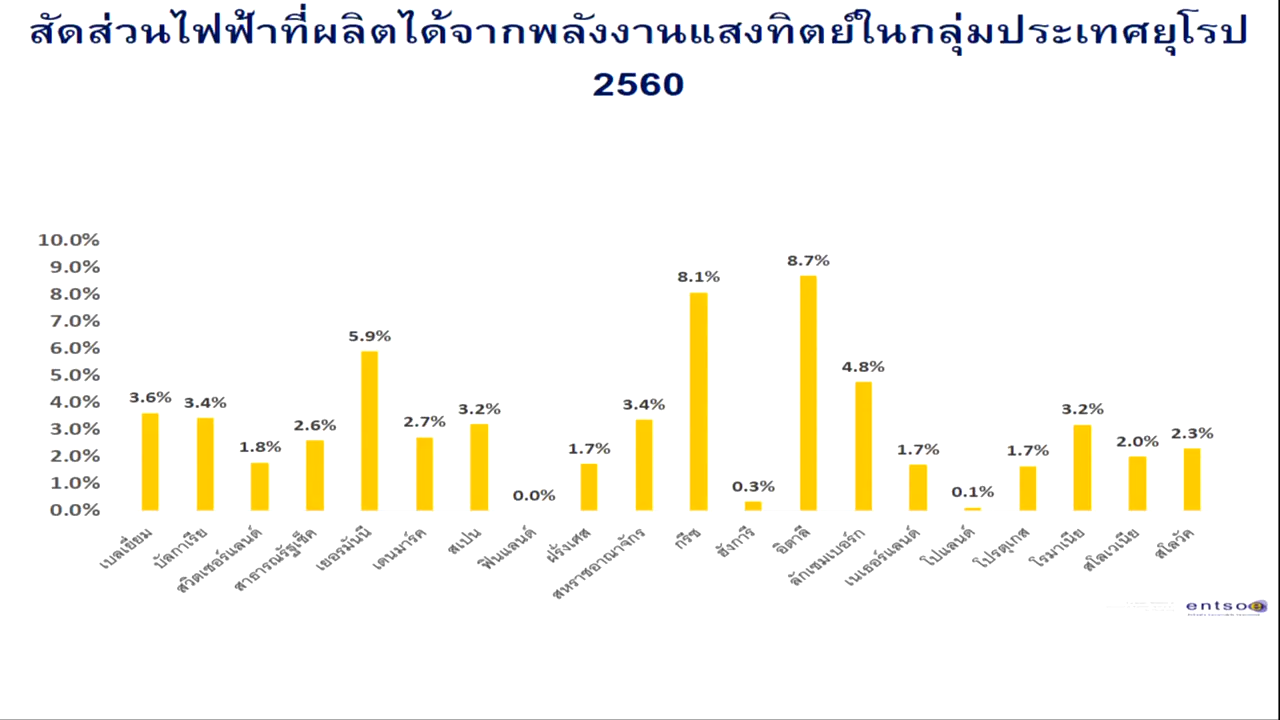 สัดส่วนไฟฟ้าที่ผลิตได้จากพลังงานแสงทิตย์ในกลุ่มประเทศยุโรป
2560
10.0%
9.0%
8.0%
7.0%
6.0%
5.0%
4.0%
3.0%
2.0%
1.0%
0.0%
3.6%
3.4%
1.8%
2.6%
5.9%
2.7%
3.2%
0.0%
1.7%
3.4%
8.1%
0.3%
8.7%
4.8%
1.7%
0.1%
1.7%
3.2%
2.0%
2.3%
เบลเยี่ยม
บัลกาเรีย
สวิตเซอร์แลนด์
สาธารณรัฐเช็ค
เยอรมันนี
เดนมาร์ค
สเปน
ฟินแลนด์
ฝรั่งเศส
สหราชอาณาจักร
กรีซ
ฮังการี
อิตาลี
ลักเซมเบอร์ก
เนเธอร์แลนด์
โปแลนด์
โปรตุเกส
โรมาเนีย
สโลเวเนีย
สโลวัค
entsoe